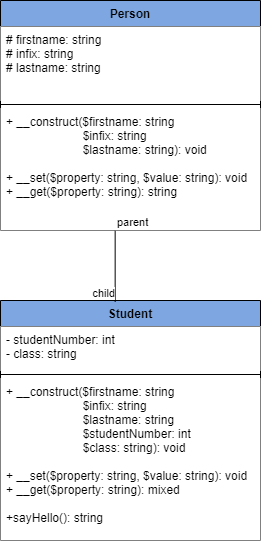 Person
# firstname: string
# infix: string
# lastname: string
+ __construct($firstname: string
$infix: string
$lastname: string): void
+ __set($property: string, $value: string): void
+ __get($property: string): string
parent
child
Student
- studentNumber: int
- class: string
+ __construct($firstname: string
$infix: string
$lastname: string
$studentNumber: int
$class: string): void
+ __set($property: string, $value: string): void
+ __get($property: string): mixed
+sayHello(): string